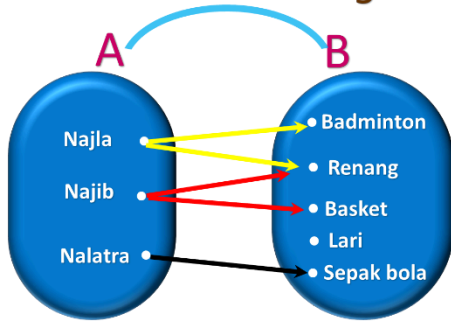 A B
Najla
Najib
Nalatra
Badminton
Renang
Basket
Lari
Sepak bola